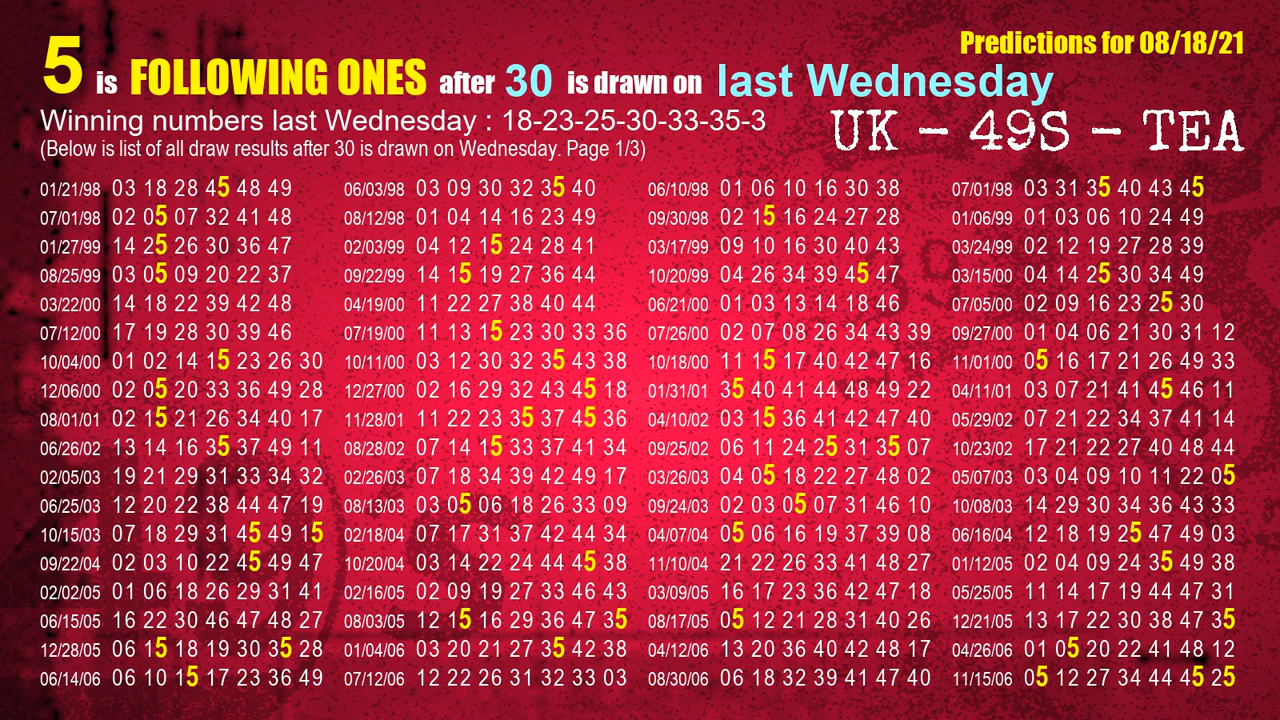 Predictions for 08/18/21
5 is FOLLOWING ONES after 30 is drawn on last Wednesday
Winning numbers last Wednesday : 18-23-25-30-33-35-3
UK - 49S - TEA
(Below is list of all draw results after 30 is drawn on Wednesday. Page 1/3)
01/21/98 03 18 28 45 48 49 06/03/98 03 09 30 32 35 40 06/10/98 01 06 10 16 30 38 07/01/98 03 31 35 40 43 45
07/01/98 02 05 07 32 41 48 08/12/98 01 04 14 16 23 49 09/30/98 02 15 16 24 27 28 01/06/99 01 03 06 10 24 49
01/27/99 14 25 26 30 36 47 02/03/99 04 12 15 24 28 41 03/17/99 09 10 16 30 40 43 03/24/99 02 12 19 27 28 39
08/25/99 03 05 09 20 22 37 09/22/99 14 15 19 27 36 44 10/20/99 04 26 34 39 45 47 03/15/00 04 14 25 30 34 49
03/22/00 14 18 22 39 42 48 04/19/00 11 22 27 38 40 44 06/21/00 01 03 13 14 18 46 07/05/00 02 09 16 23 25 30
07/12/00 17 19 28 30 39 46 07/19/00 11 13 15 23 30 33 36 07/26/00 02 07 08 26 34 43 39 09/27/00 01 04 06 21 30 31 12
10/04/00 01 02 14 15 23 26 30 10/11/00 03 12 30 32 35 43 38 10/18/00 11 15 17 40 42 47 16 11/01/00 05 16 17 21 26 49 33
12/06/00 02 05 20 33 36 49 28 12/27/00 02 16 29 32 43 45 18 01/31/01 35 40 41 44 48 49 22 04/11/01 03 07 21 41 45 46 11
08/01/01 02 15 21 26 34 40 17 11/28/01 11 22 23 35 37 45 36 04/10/02 03 15 36 41 42 47 40 05/29/02 07 21 22 34 37 41 14
06/26/02 13 14 16 35 37 49 11 08/28/02 07 14 15 33 37 41 34 09/25/02 06 11 24 25 31 35 07 10/23/02 17 21 22 27 40 48 44
02/05/03 19 21 29 31 33 34 32 02/26/03 07 18 34 39 42 49 17 03/26/03 04 05 18 22 27 48 02 05/07/03 03 04 09 10 11 22 05
06/25/03 12 20 22 38 44 47 19 08/13/03 03 05 06 18 26 33 09 09/24/03 02 03 05 07 31 46 10 10/08/03 14 29 30 34 36 43 33
10/15/03 07 18 29 31 45 49 15 02/18/04 07 17 31 37 42 44 34 04/07/04 05 06 16 19 37 39 08 06/16/04 12 18 19 25 47 49 03
09/22/04 02 03 10 22 45 49 47 10/20/04 03 14 22 24 44 45 38 11/10/04 21 22 26 33 41 48 27 01/12/05 02 04 09 24 35 49 38
02/02/05 01 06 18 26 29 31 41 02/16/05 02 09 19 27 33 46 43 03/09/05 16 17 23 36 42 47 18 05/25/05 11 14 17 19 44 47 31
06/15/05 16 22 30 46 47 48 27 08/03/05 12 15 16 29 36 47 35 08/17/05 05 12 21 28 31 40 26 12/21/05 13 17 22 30 38 47 35
12/28/05 06 15 18 19 30 35 28 01/04/06 03 20 21 27 35 42 38 04/12/06 13 20 36 40 42 48 17 04/26/06 01 05 20 22 41 48 12
06/14/06 06 10 15 17 23 36 49 07/12/06 12 22 26 31 32 33 03 08/30/06 06 18 32 39 41 47 40 11/15/06 05 12 27 34 44 45 25